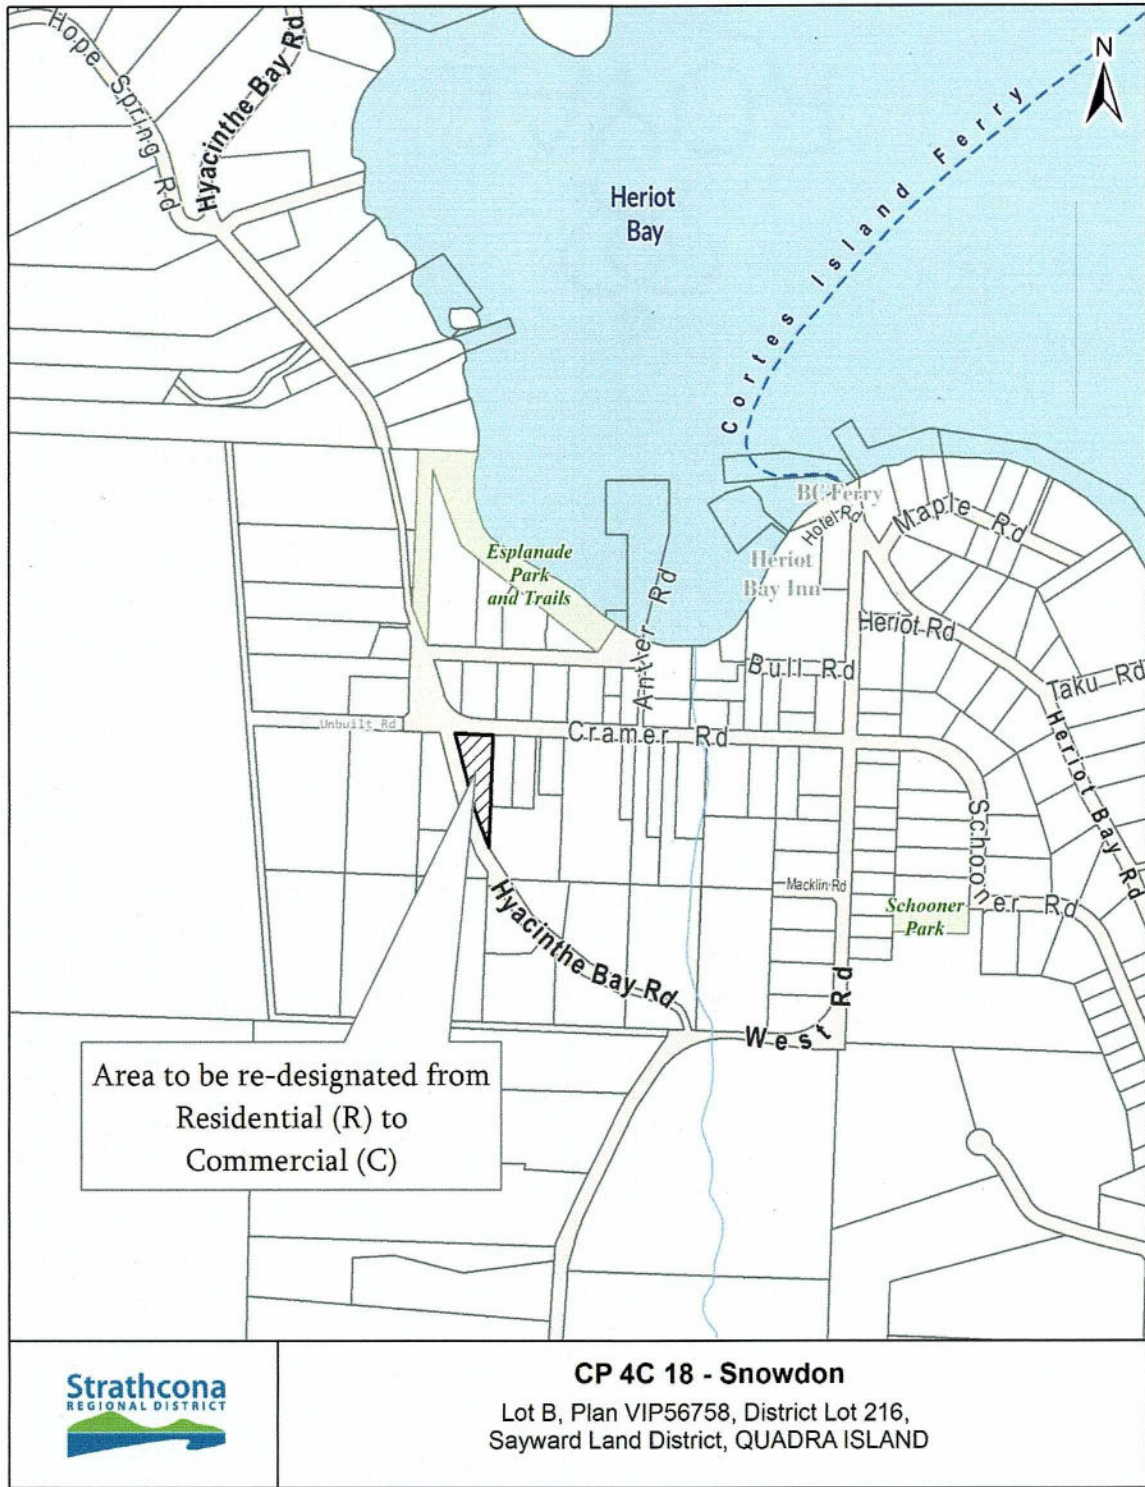 Hope Spring Rd
Hyacinthe Bay Rd
N
Cortes Island Ferry
Heriot
Bay
BC Ferry
Hotel Rd
Maple Rd
Heriot
Bay Inn
Esplanade
Park
and Trails
Antler Rd
Heriot Rd
Bull Rd
Taku Rd
Unbuilt Rd
Cramer Rd
Heriot Bay Rd
Schooner Rd
Macklin Rd
Schooner
Park
Hyacinthe Bay Rd
West Rd
Area to be re-designated from
Residential (R) to
Commercial (C)
Strathcona
REGIONAL DISTRICT
CP 4C 18 - Snowdon
Lot B, Plan VIP56758, District Lot 216,
Sayward Land District, QUADRA ISLAND